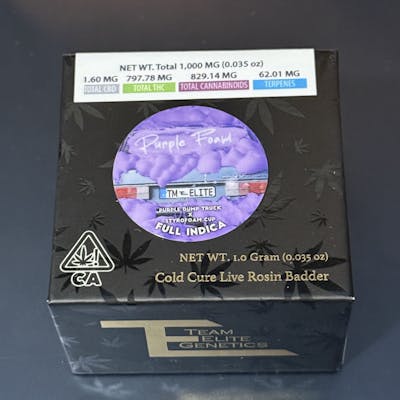 NET WT. Total 1,000 MG (0.035 oz)
1.60 MG 797.78 MG 829.14 MG 62.01 MG
TOTAL CBD TOTAL THC TOTAL CANNABINOIDS TERPENES
Purple Foam
TM ELITE
PURPLE DUMP TRUCK
X
STYROFOAM CUP
FULL INDICA
CA
NET WT. 1.0 Gram (0.035 oz)
Cold Cure Live Rosin Badder
TEAM
ELITE
GENETICS